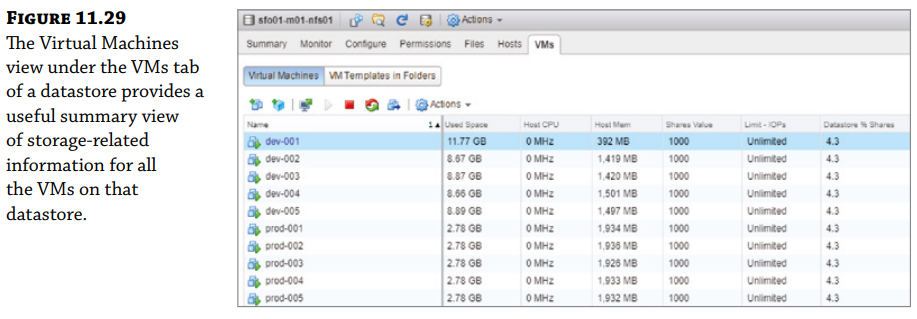 FIGURE 11.29
The Virtual Machines
view under the VMs tab
of a datastore provides a
useful summary view
of storage-related
information for all
the VMs on that
datastore.
sfo01-m01-nfs01 Actions
Summary Monitor Configure Permissions Files Hosts VMs
Virtual Machines VM Templates in Folders
Actions
Name 1 Used Space Host CPU Host Mem Shares Value Limit - IOPs Datastore % Shares
dev-001 11.77 GB 0 MHz 392 MB 1000 Unlimited 4.3
dev-002 8.67 GB 0 MHz 1,419 MB 1000 Unlimited 4.3
dev-003 8.87 GB 0 MHz 1,420 MB 1000 Unlimited 4.3
dev-004 8.66 GB 0 MHz 1,501 MB 1000 Unlimited 4.3
dev-005 8.89 GB 0 MHz 1,497 MB 1000 Unlimited 4.3
prod-001 2.78 GB 0 MHz 1,934 MB 1000 Unlimited 4.3
prod-002 2.78 GB 0 MHz 1,936 MB 1000 Unlimited 4.3
prod-003 2.78 GB 0 MHz 1,926 MB 1000 Unlimited 4.3
prod-004 2.78 GB 0 MHz 1,933 MB 1000 Unlimited 4.3
prod-005 2.78 GB 0 MHz 1,932 MB 1000 Unlimited 4.3